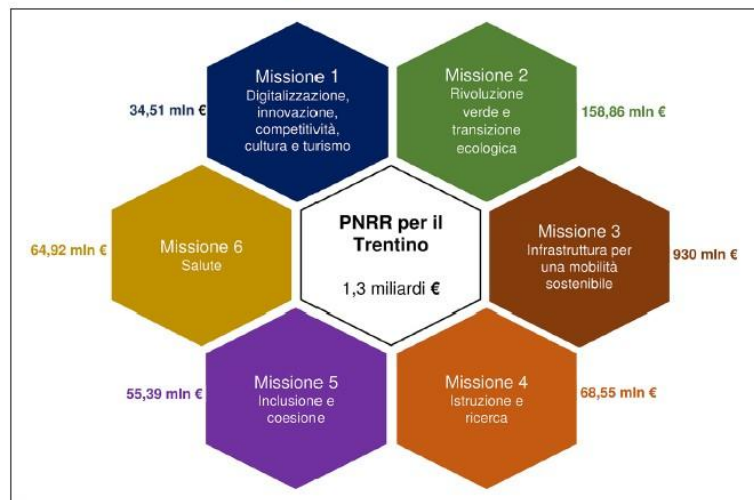 Missione 1
Digitalizzazione,
innovazione,
competitività,
cultura e turismo
34,51 mln €
Missione 2
Rivoluzione
verde e
transizione
ecologica
158,86 mln €
Missione 6
Salute
64,92 mln €
PNRR per il
Trentino
1,3 miliardi €
Missione 3
Infrastruttura per
una mobilità
sostenibile
930 mln €
Missione 5
Inclusione e
coesione
55,39 mln €
Missione 4
Istruzione e
ricerca
68,55 mln €